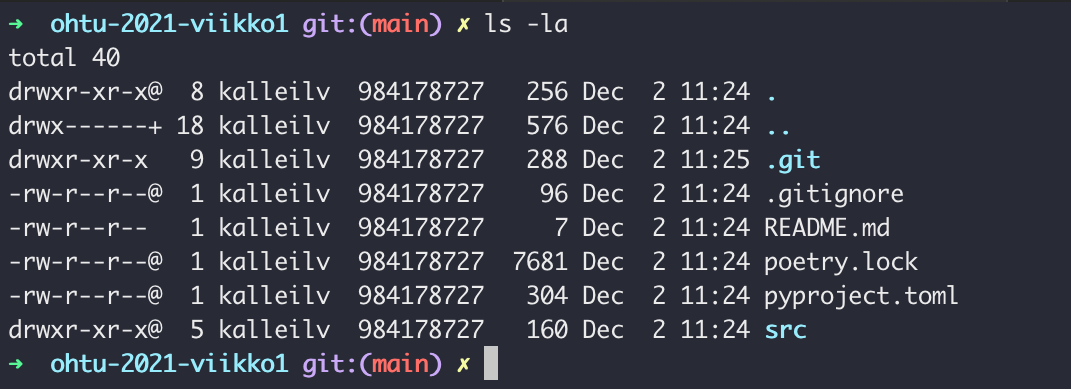 ➜  ohtu-2021-viikko1 git:(main) ✗ ls -la
total 40
drwxr-xr-x@  8 kalleilv  984178727   256 Dec  2 11:24 .
drwx------+ 18 kalleilv  984178727   576 Dec  2 11:24 ..
drwxr-xr-x   9 kalleilv  984178727   288 Dec  2 11:25 .git
-rw-r--r--@  1 kalleilv  984178727    96 Dec  2 11:24 .gitignore
-rw-r--r--   1 kalleilv  984178727     7 Dec  2 11:24 README.md
-rw-r--r--@  1 kalleilv  984178727  7681 Dec  2 11:24 poetry.lock
-rw-r--r--@  1 kalleilv  984178727   304 Dec  2 11:24 pyproject.toml
drwxr-xr-x@  5 kalleilv  984178727   160 Dec  2 11:24 src
➜  ohtu-2021-viikko1 git:(main) ✗